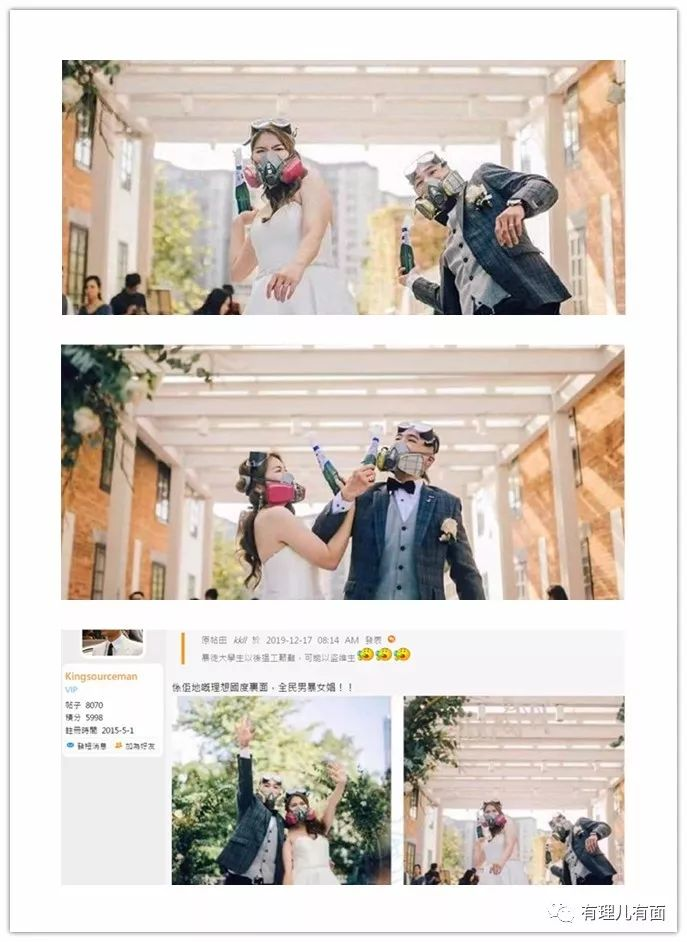 原帖由 kkll 於 2019-12-17 08:14 AM 發表
暴徒大學生以後搵工艱難，可能以盜維生
Kingsourceman
VIP
帖子 8070
積分 5998
註冊時間 2015-5-1
發短消息 加為好友
係佢地嘅理想國度裏面，全民男暴女娼！！
有理儿有面